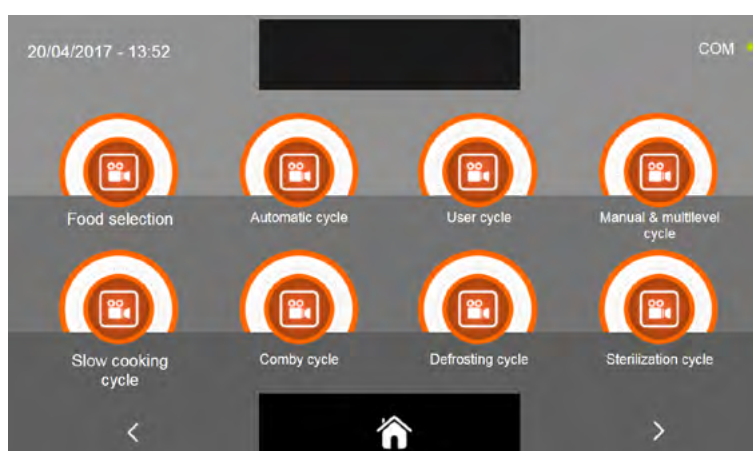 20/04/2017 - 13:52
COM
Food selection
Automatic cycle
User cycle
Manual & multilevel
cycle
Slow cooking
cycle
Comby cycle
Defrosting cycle
Sterilization cycle